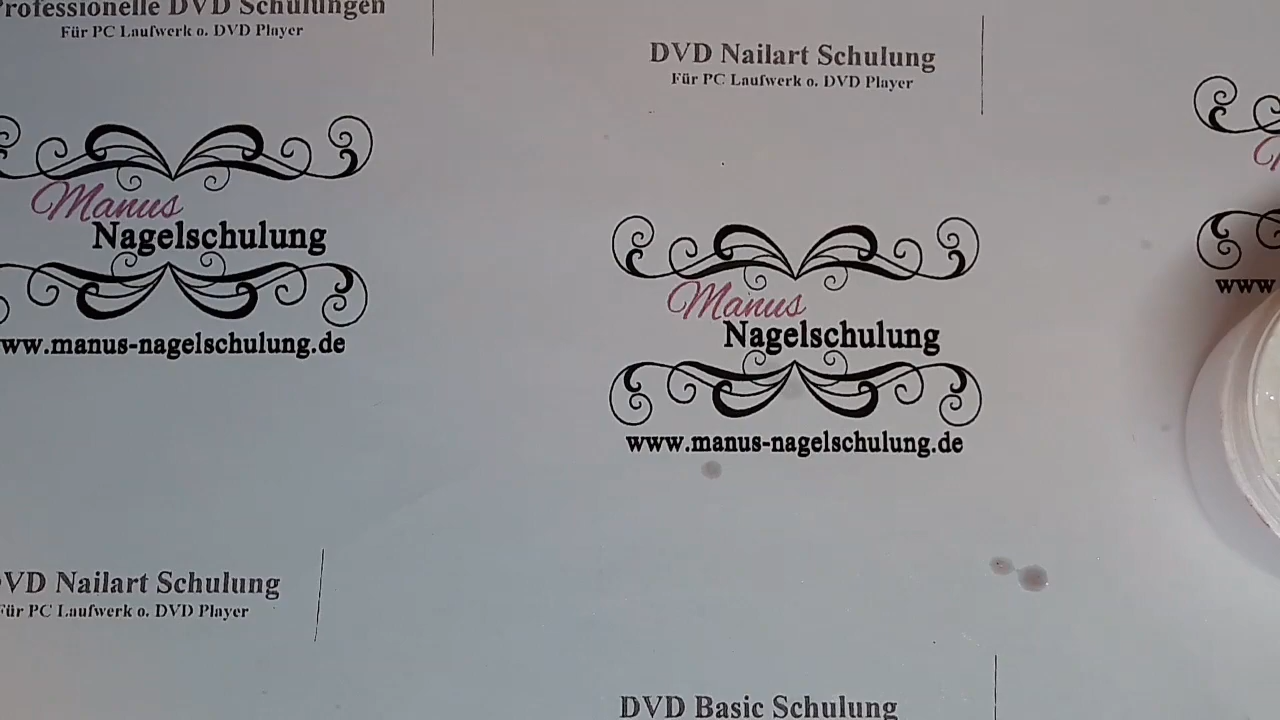 Professionelle DVD Schulungen
Für PC Laufwerk o. DVD Player
Manus
Nagelschulung
www.manus-nagelschulung.de
DVD Nailart Schulung
Für PC Laufwerk o. DVD Player
DVD Nailart Schulung
Für PC Laufwerk o. DVD Player
Manus
Nagelschulung
www.manus-nagelschulung.de
DVD Basic Schulung
www